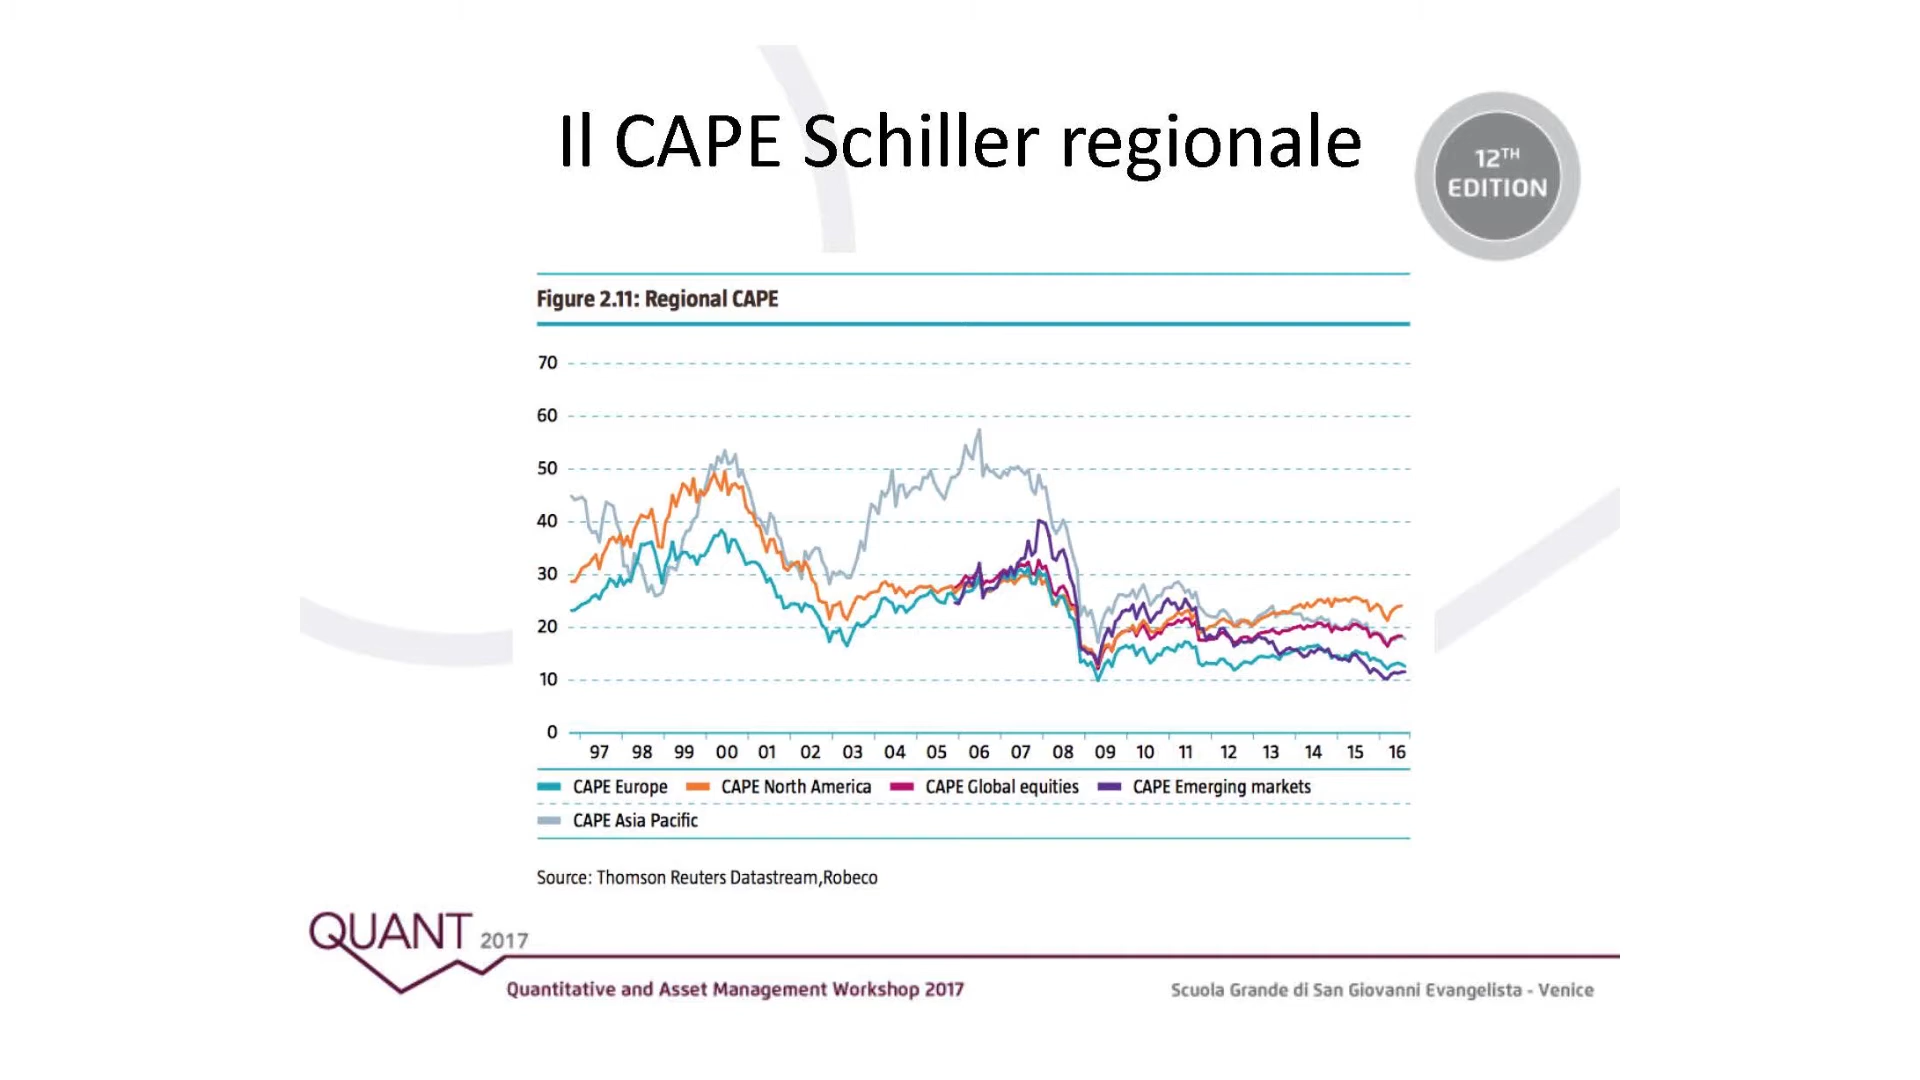 Il CAPE Schiller regionale
12TH
EDITION
Figure 2.11: Regional CAPE
70
60
50
40
30
20
10
0
97 98 99 00 01 02 03 04 05 06 07 08 09 10 11 12 13 14 15 16
CAPE Europe CAPE North America CAPE Global equities CAPE Emerging markets
CAPE Asia Pacific
Source: Thomson Reuters Datastream,Robeco
QUANT 2017
Quantitative and Asset Management Workshop 2017 Scuola Grande di San Giovanni Evangelista - Venice